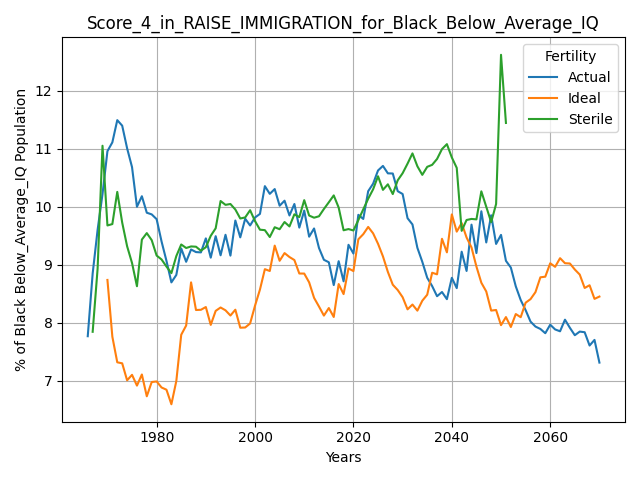 Score_4_in_RAISE_IMMIGRATION_for_Black_Below_Average_IQ
Fertility
Actual
Ideal
Sterile
% of Black Below_Average_IQ Population
12
11
10
9
8
7
1980
2000
2020
2040
2060
Years